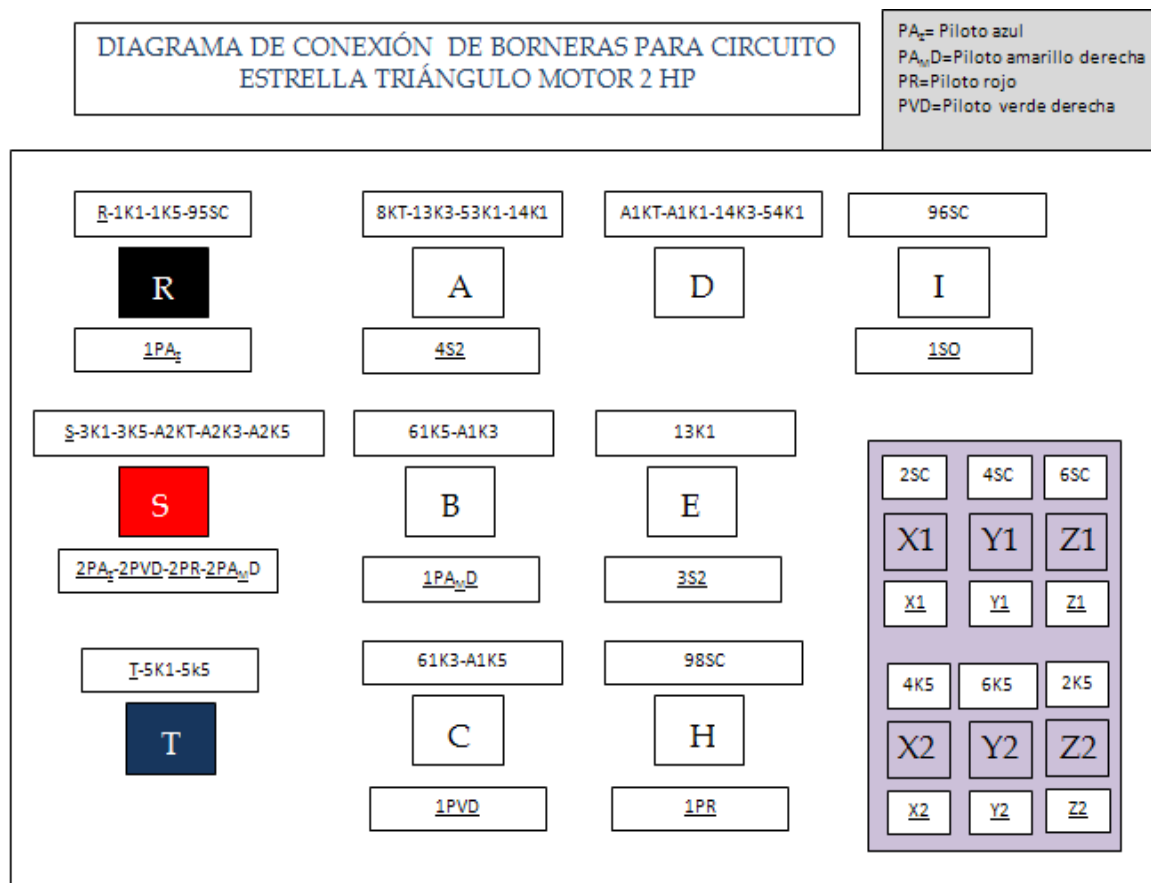 DIAGRAMA DE CONEXIÓN DE BORNERAS PARA CIRCUITO
ESTRELLA TRIÁNGULO MOTOR 2 HP
PAz= Piloto azul
PAMD=Piloto amarillo derecha
PR=Piloto rojo
PVD=Piloto verde derecha
R-1K1-1K5-95SC
8KT-13K3-53K1-14K1
A1KT-A1K1-14K3-54K1
96SC
R
A
D
I
1PAz
4S2
1SO
S-3K1-3K5-A2KT-A2K3-A2K5
61K5-A1K3
13K1
S
B
E
2PAz-2PVD-2PR-2PAMD
1PAMD
3S2
T-5K1-5k5
61K3-A1K5
98SC
T
C
H
1PVD
1PR
2SC
4SC
6SC
X1
Y1
Z1
X1
Y1
Z1
4K5
6K5
2K5
X2
Y2
Z2
X2
Y2
Z2